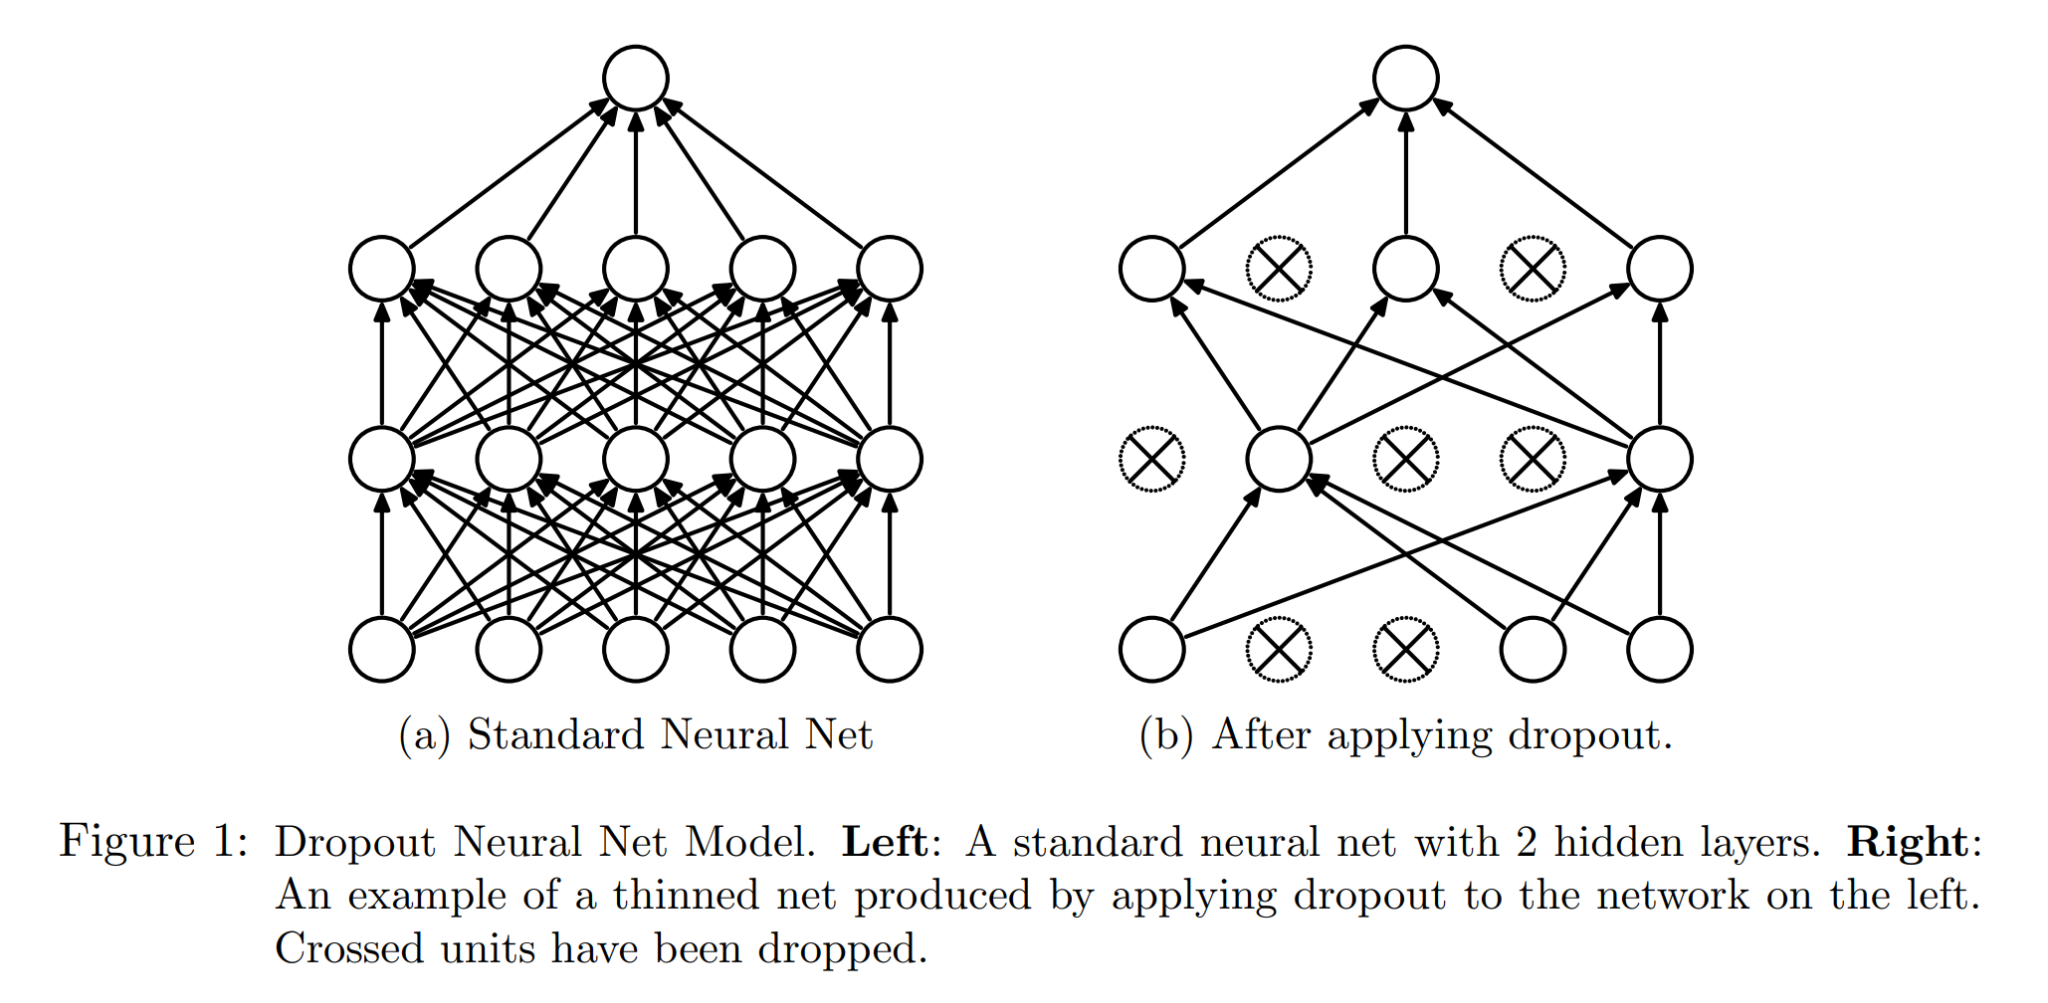 (a) Standard Neural Net
(b) After applying dropout.
Figure 1: Dropout Neural Net Model. Left: A standard neural net with 2 hidden layers. Right:
An example of a thinned net produced by applying dropout to the network on the left.
Crossed units have been dropped.